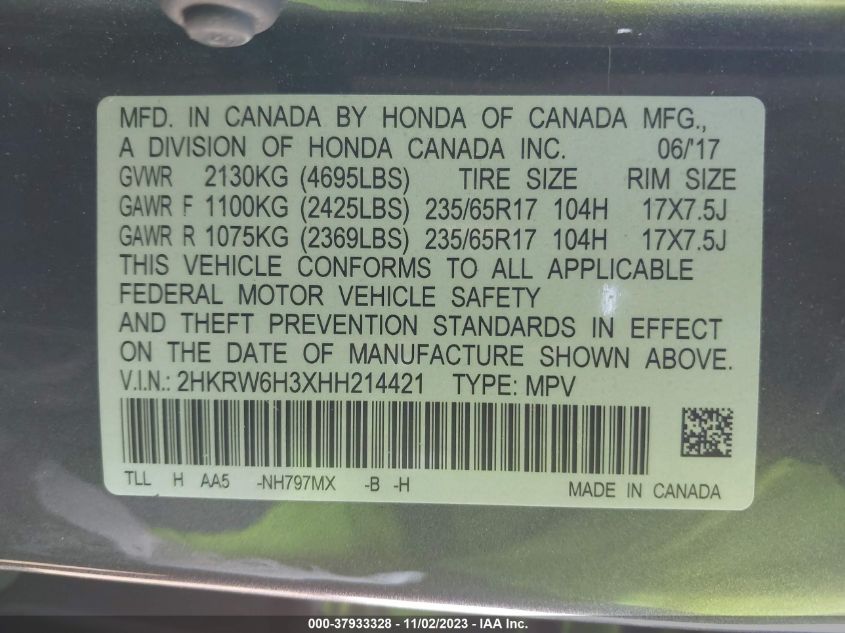 MFD. IN CANADA BY HONDA OF CANADA MFG.,
A DIVISION OF HONDA CANADA INC. 06/'17
GVWR 2130KG (4695LBS) TIRE SIZE RIM SIZE
GAWR F 1100KG (2425LBS) 235/65R17 104H 17X7.5J
GAWR R 1075KG (2369LBS) 235/65R17 104H 17X7.5J
THIS VEHICLE CONFORMS TO ALL APPLICABLE
FEDERAL MOTOR VEHICLE SAFETY
AND THEFT PREVENTION STANDARDS IN EFFECT
ON THE DATE OF MANUFACTURE SHOWN ABOVE.
V.I.N.: 2HKRW6H3XHH214421 TYPE: MPV
TLL H AA5 -NH797MX -B -H MADE IN CANADA
000-37933328 - 11/02/2023 - IAA Inc.